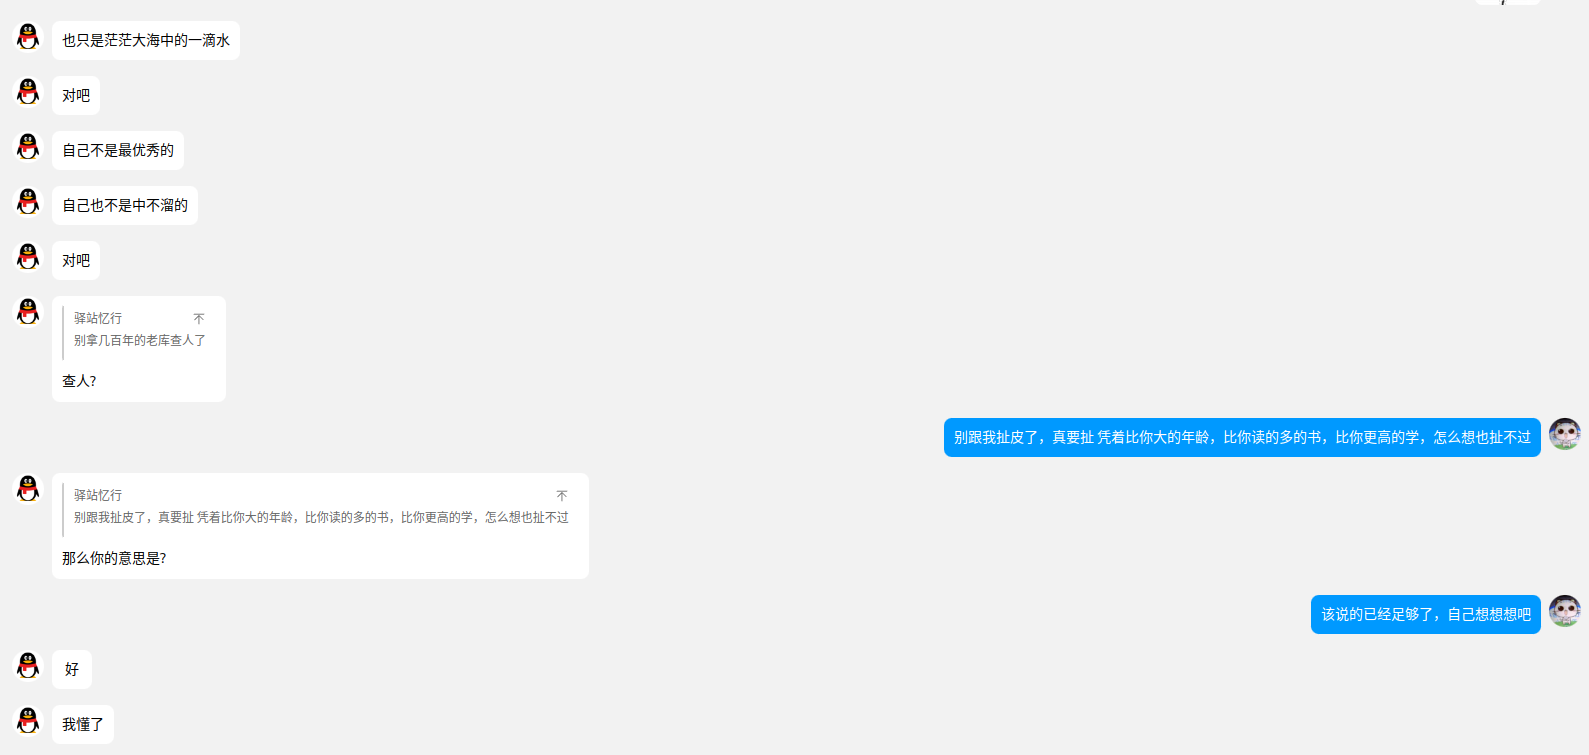 也只是茫茫大海中的一滴水
对吧
自己不是最优秀的
自己也不是中不溜的
对吧
驿站忆行
别拿几百年的老库查人了
查人?
别跟我扯皮了，真要扯 凭着比你大的年龄，比你读的多的书，比你更高的学，怎么想也扯不过
驿站忆行
别跟我扯皮了，真要扯 凭着比你大的年龄，比你读的多的书，比你更高的学，怎么想也扯不过
那么你的意思是?
该说的已经足够了，自己想想想吧
好
我懂了